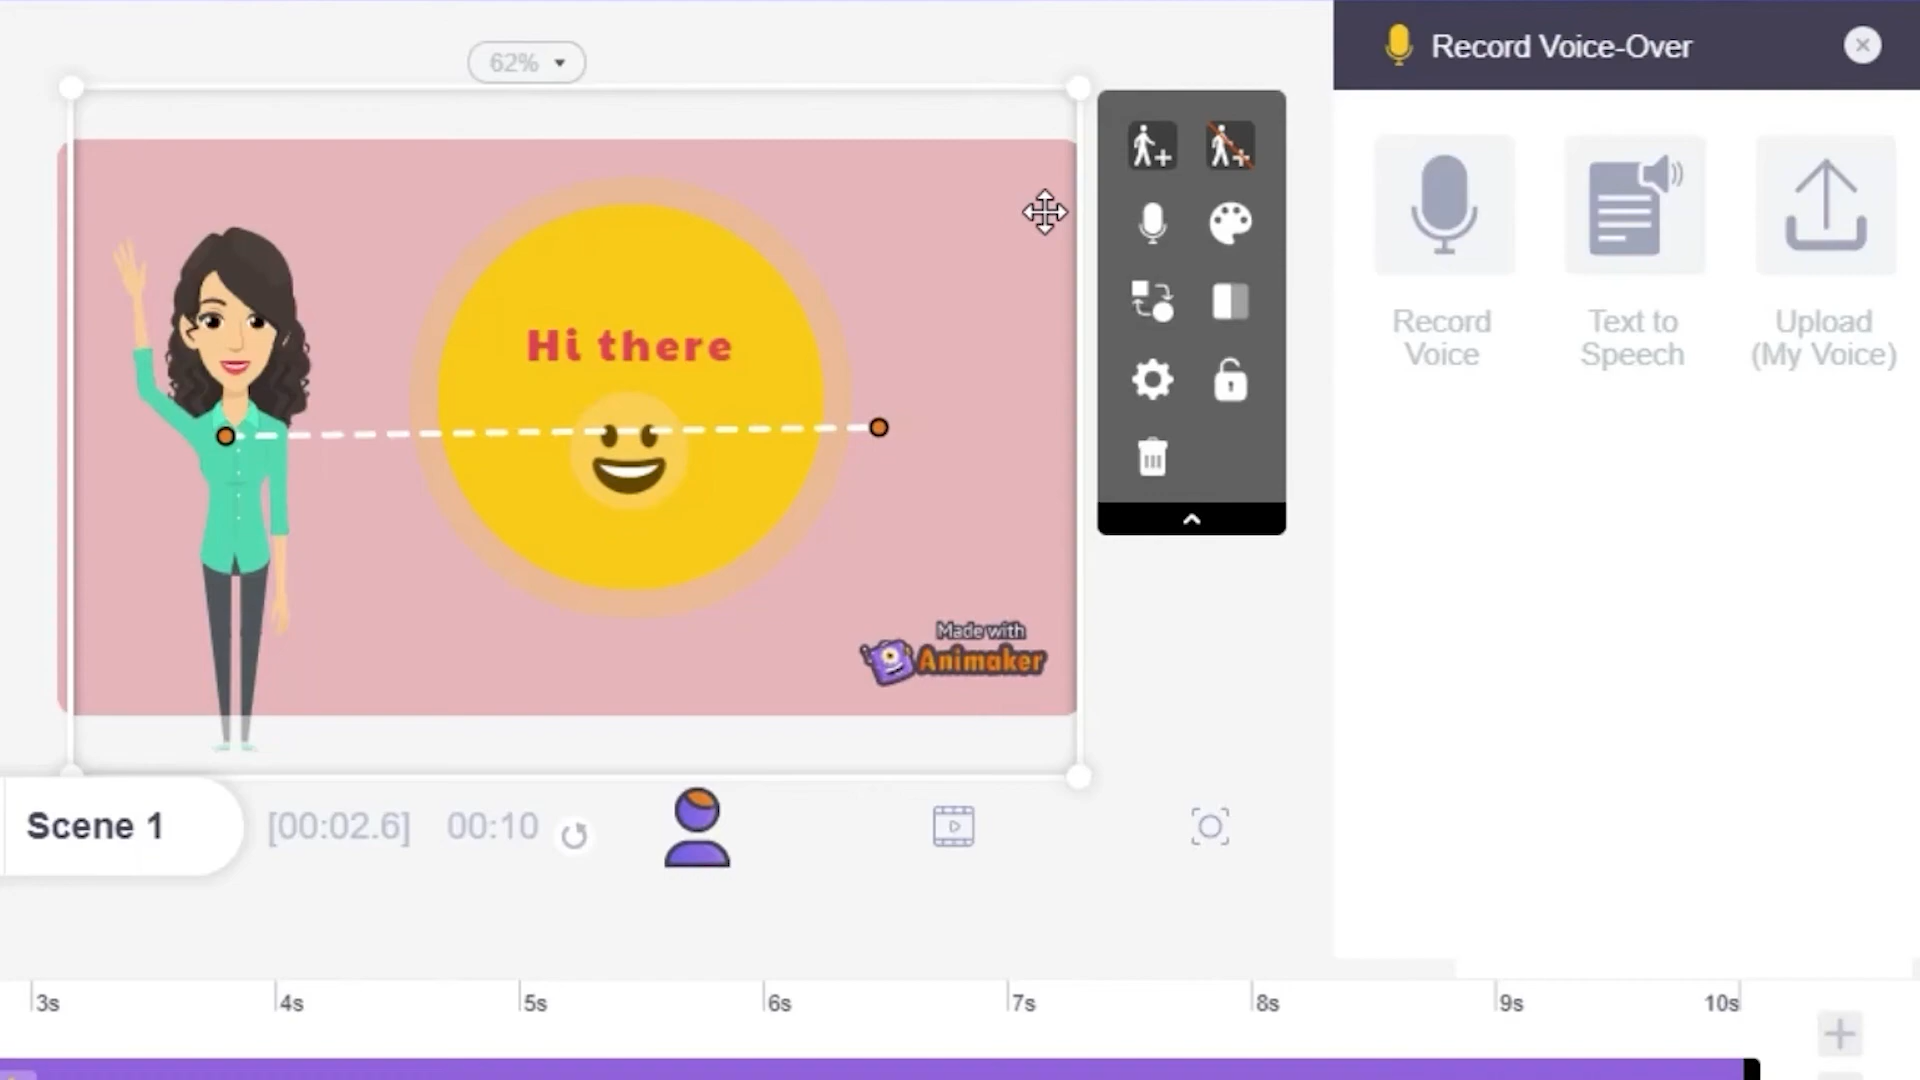 62%
Record Voice-Over
Hi there
Record
Voice
Text to
Speech
Upload
(My Voice)
Made with
Animaker
Scene 1
[00:02.6]
00:10
3s
4s
5s
6s
7s
8s
9s
10s